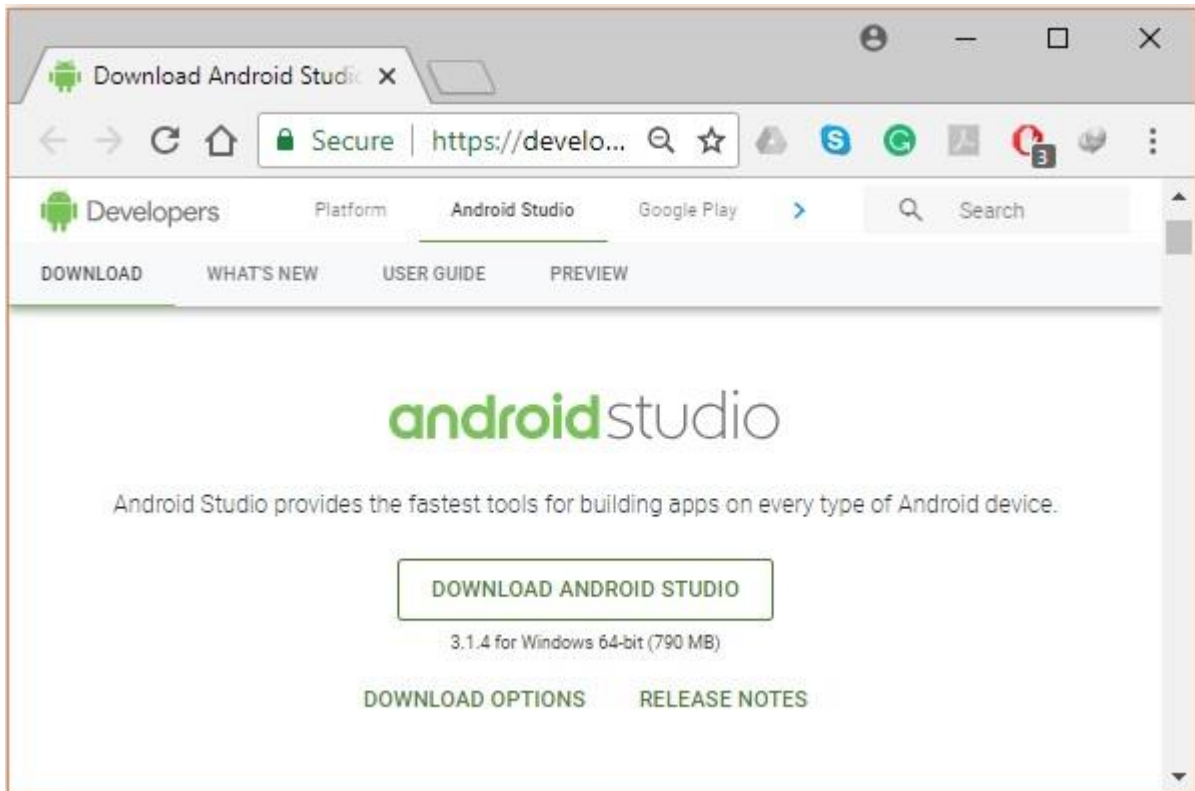 Download Android Studi
Secure https://develo...
3
Developers Platform Android Studio Google Play Search
DOWNLOAD WHAT'S NEW USER GUIDE PREVIEW
androidstudio
Android Studio provides the fastest tools for building apps on every type of Android device.
DOWNLOAD ANDROID STUDIO
3.1.4 for Windows 64-bit (790 MB)
DOWNLOAD OPTIONS RELEASE NOTES